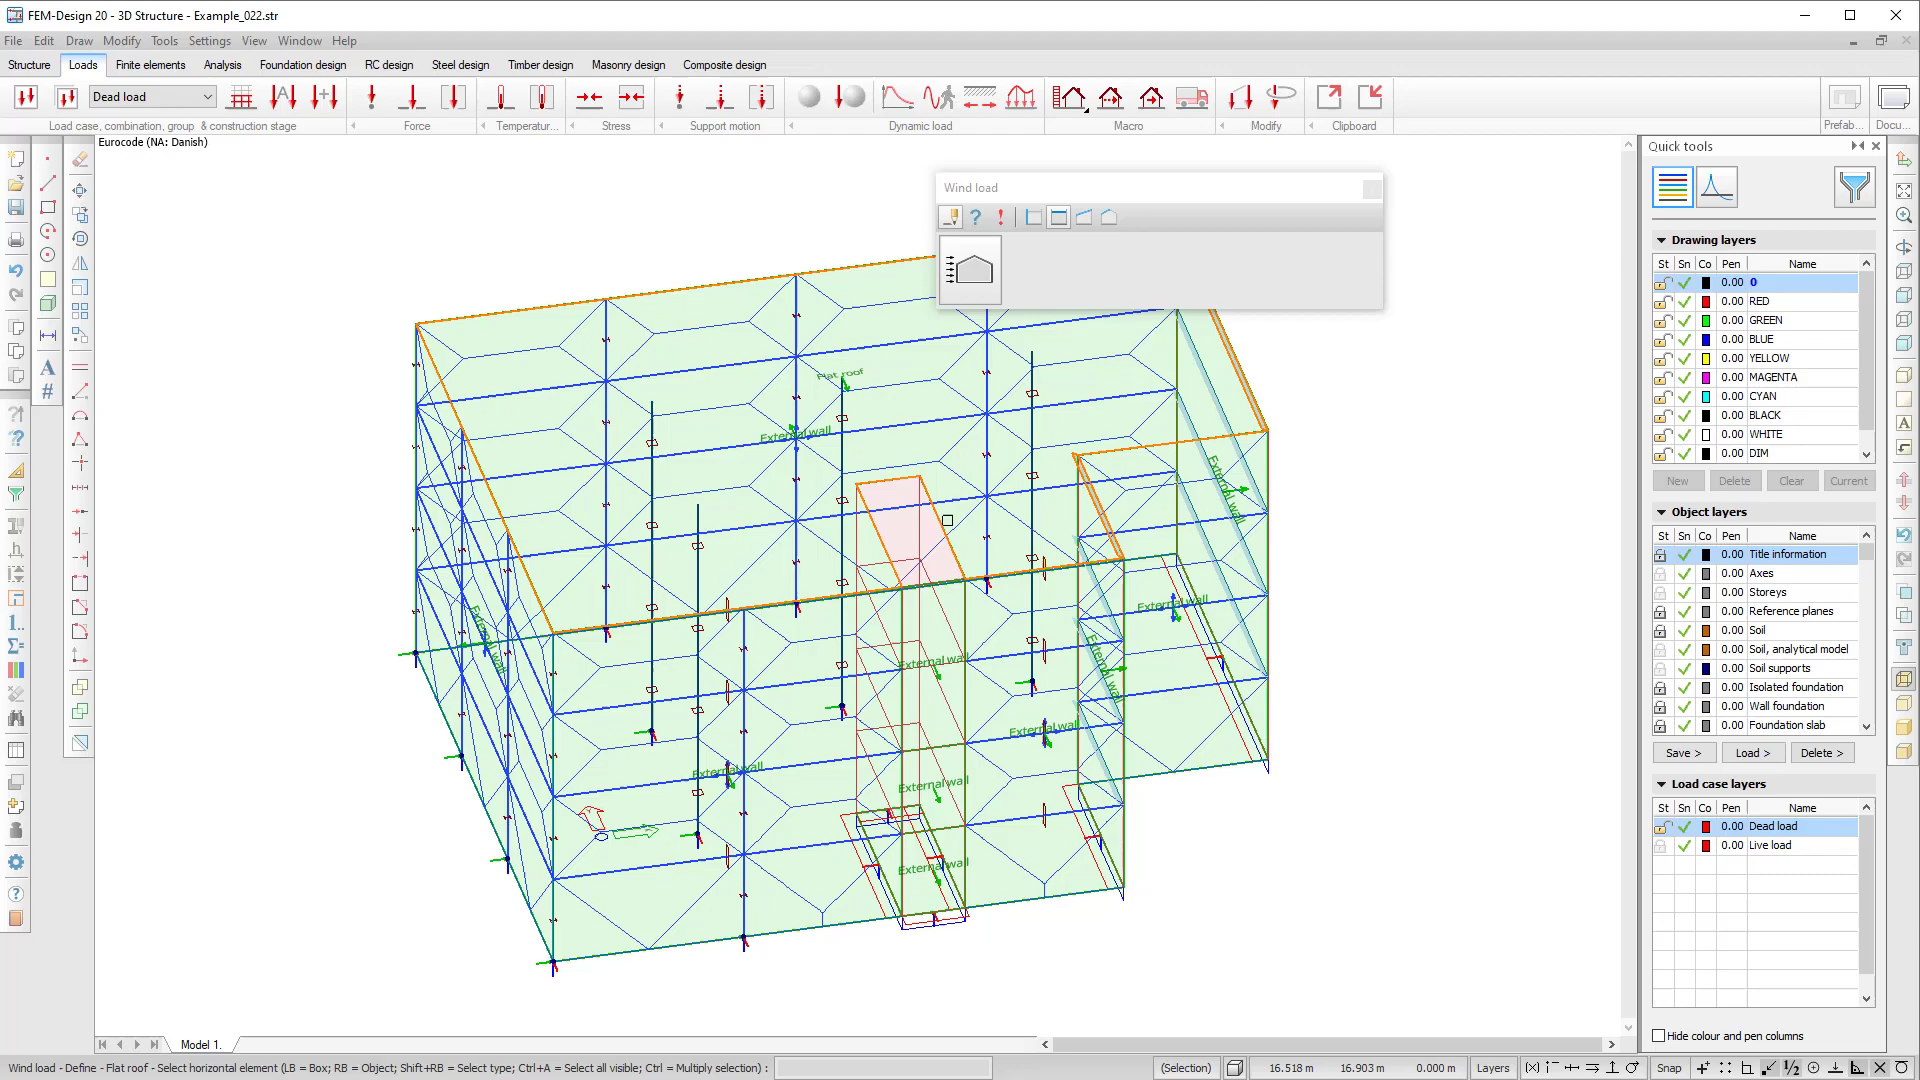 FEM-Design 20 - 3D Structure - Example_022.str
File Edit Draw Modify Tools Settings View Window Help
Structure Loads Finite elements Analysis Foundation design RC design Steel design Timber design Masonry design Composite design
Dead load
Load case, combination, group & construction stage Force Temperatur... Stress Support motion Dynamic load Macro Modify Clipboard Prefab... Docu...
Eurocode (NA: Danish)
Quick tools
Wind load
Drawing layers
St Sn Co Pen Name
0.00 0
0.00 RED
0.00 GREEN
0.00 BLUE
0.00 YELLOW
0.00 MAGENTA
0.00 CYAN
0.00 BLACK
0.00 WHITE
0.00 DIM
New Delete Clear Current
Object layers
St Sn Co Pen Name
0.00 Title information
0.00 Axes
0.00 Storeys
0.00 Reference planes
0.00 Soil
0.00 Soil, analytical model
0.00 Soil supports
0.00 Isolated foundation
0.00 Wall foundation
0.00 Foundation slab
Save > Load > Delete >
Load case layers
St Sn Co Pen Name
0.00 Dead load
0.00 Live load
Hide colour and pen columns
Flat roof
External wall
External wall
External wall
External wall
External wall
External wall
External wall
External wall
External wall
External wall
Model 1.
Wind load - Define - Flat roof - Select horizontal element (LB = Box; RB = Object; Shift+RB = Select type; Ctrl+A = Select all visible; Ctrl = Multiply selection) :
(Selection) 16.518 m 16.903 m 0.000 m Layers Snap